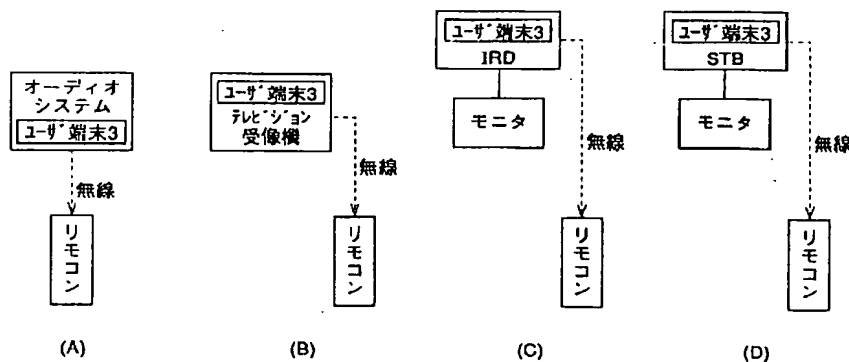 オーディオ
システム
ユーザ端末3
無線
リモコン
(A)
ユーザ端末3
テレビジョン
受像機
無線
リモコン
(B)
ユーザ端末3
IRD
モニタ
無線
リモコン
(C)
ユーザ端末3
STB
モニタ
無線
リモコン
(D)